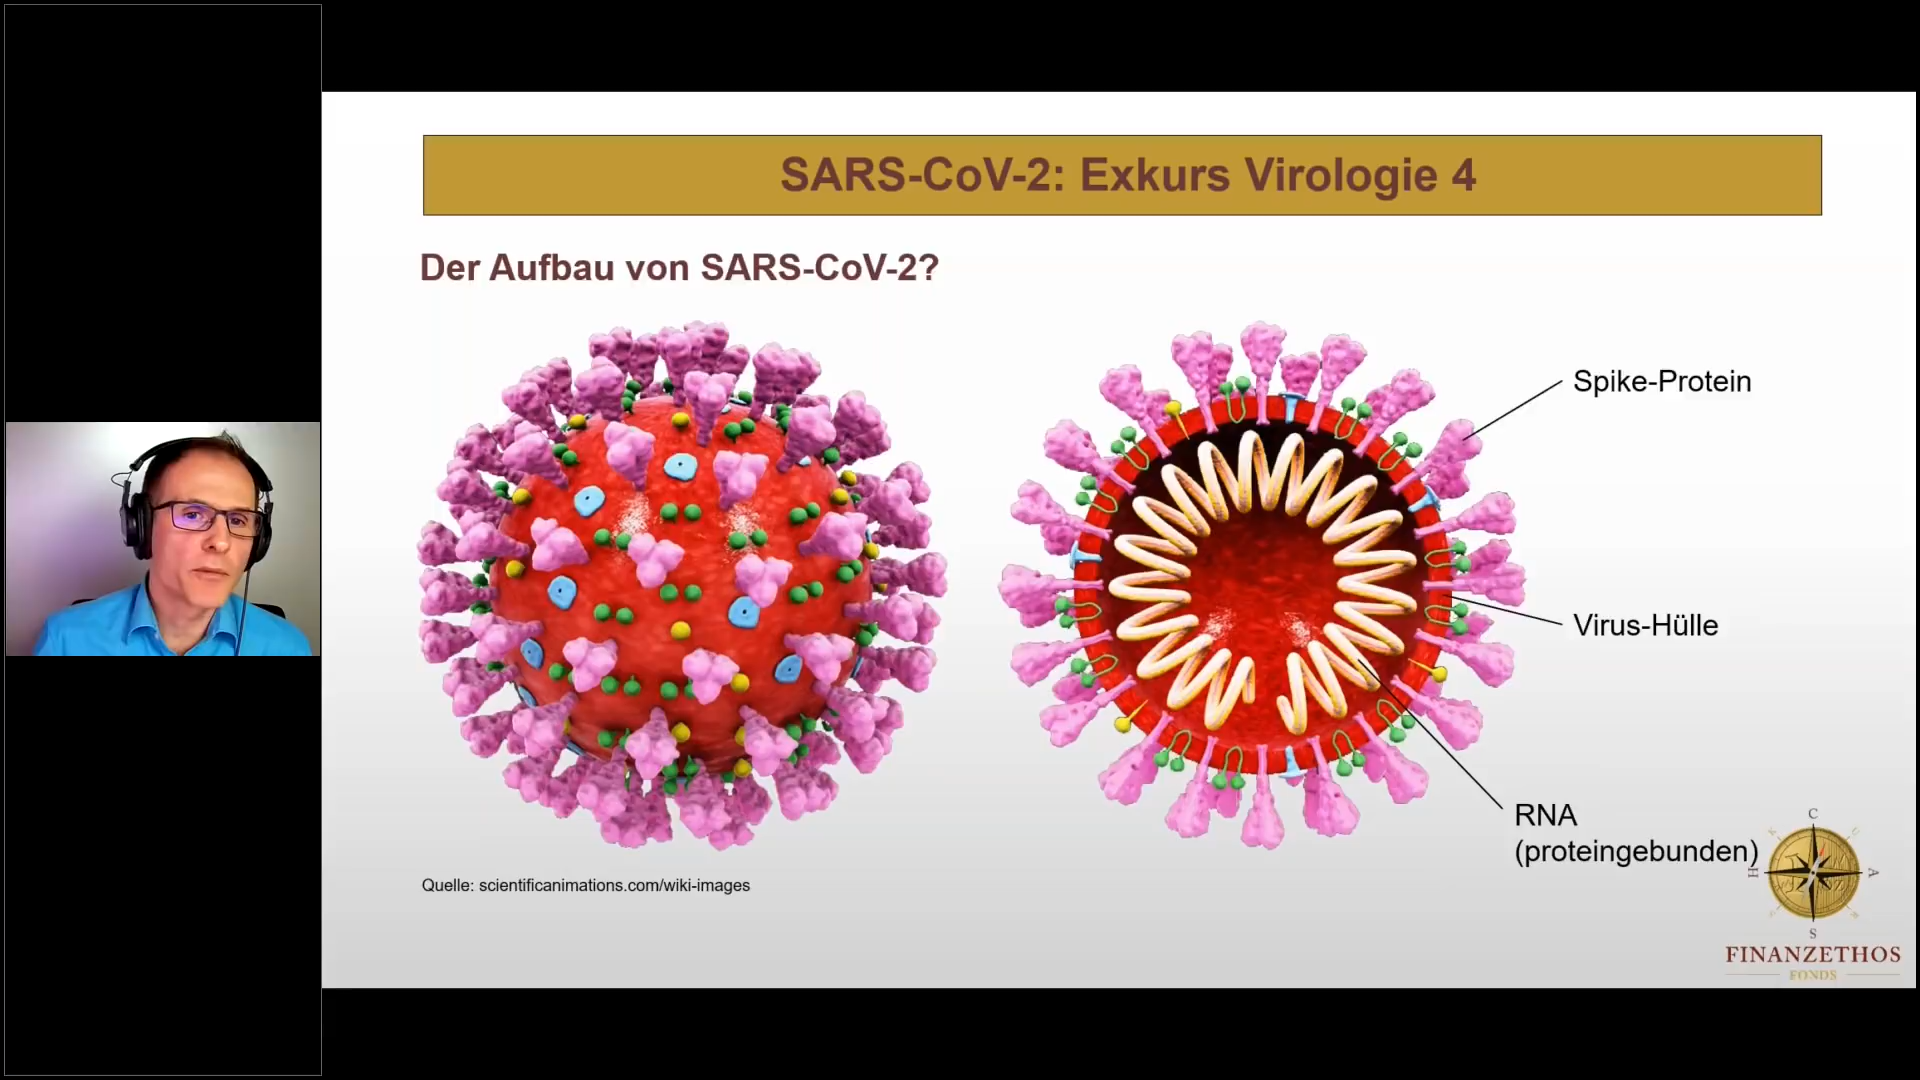 SARS-CoV-2: Exkurs Virologie 4
Der Aufbau von SARS-CoV-2?
Spike-Protein
Virus-Hülle
RNA
(proteingebunden)
Quelle: scientificanimations.com/wiki-images
C
H
A
S
FINANZETHOS
FONDS